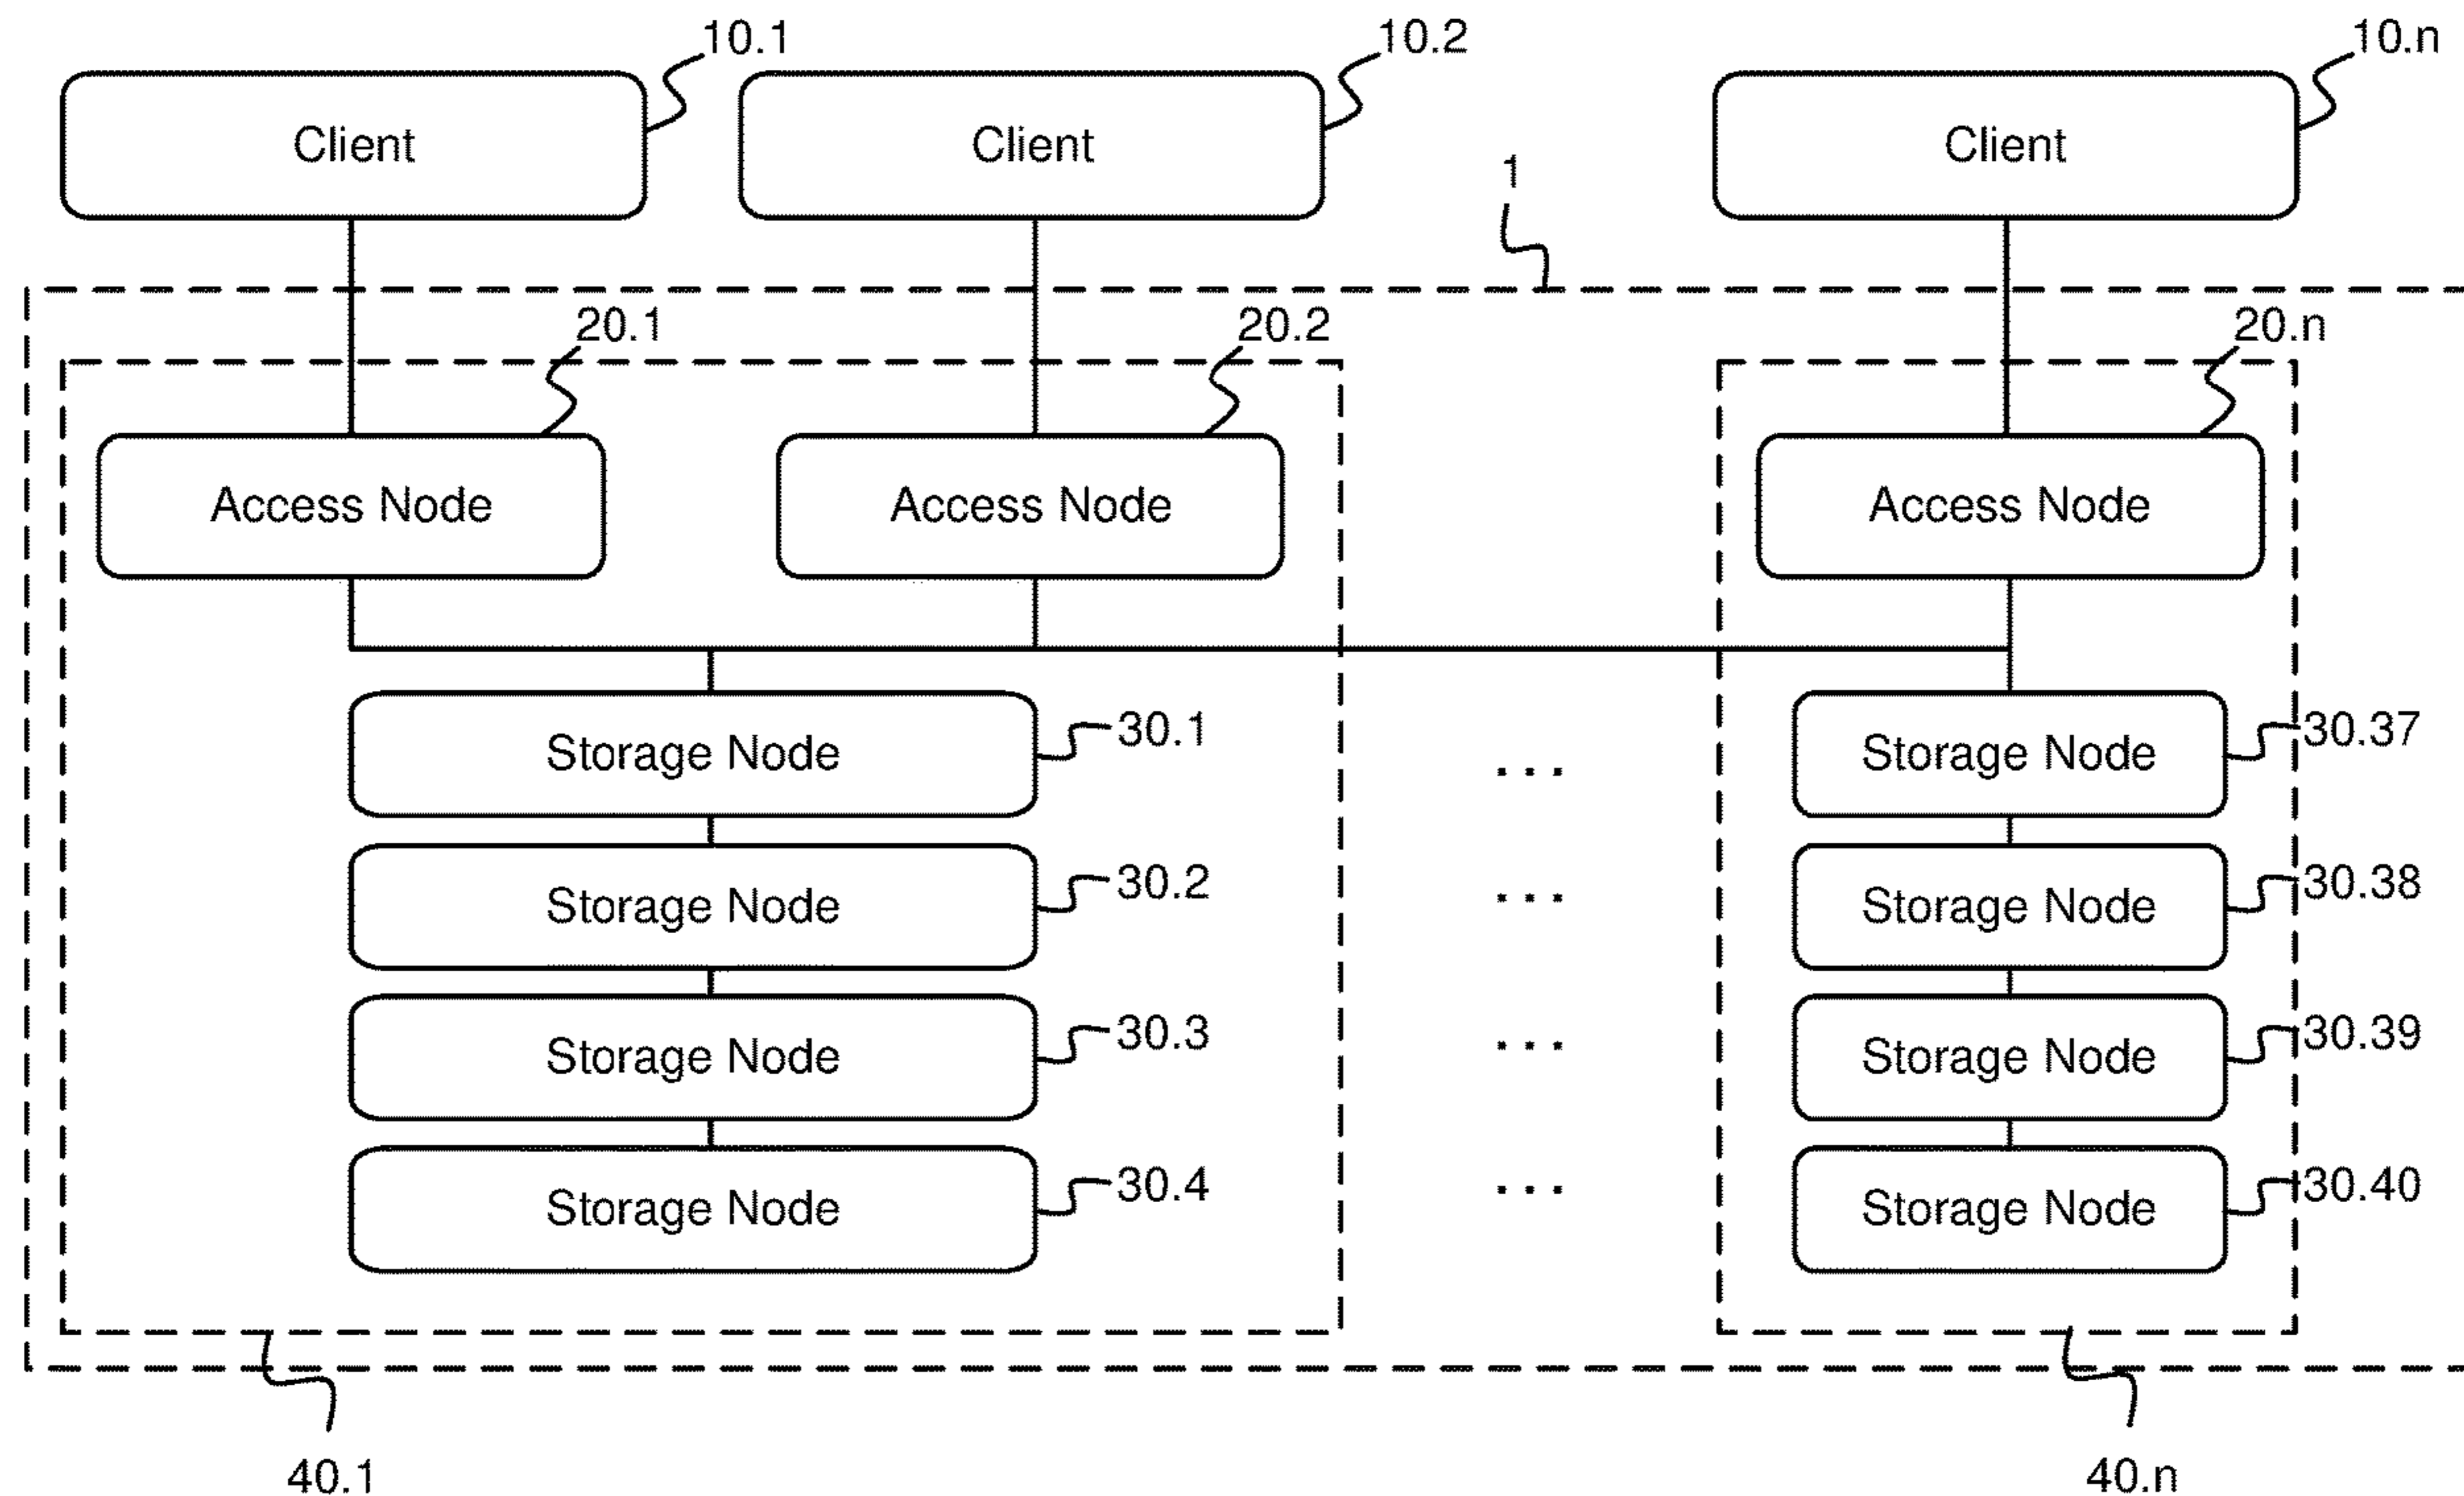 10.1
10.2
10.n
Client
Client
Client
1
20.1
20.2
20.n
Access Node
Access Node
Access Node
Storage Node
30.1
...
Storage Node
30.37
Storage Node
30.2
...
Storage Node
30.38
Storage Node
30.3
...
Storage Node
30.39
Storage Node
30.4
...
Storage Node
30.40
40.1
40.n